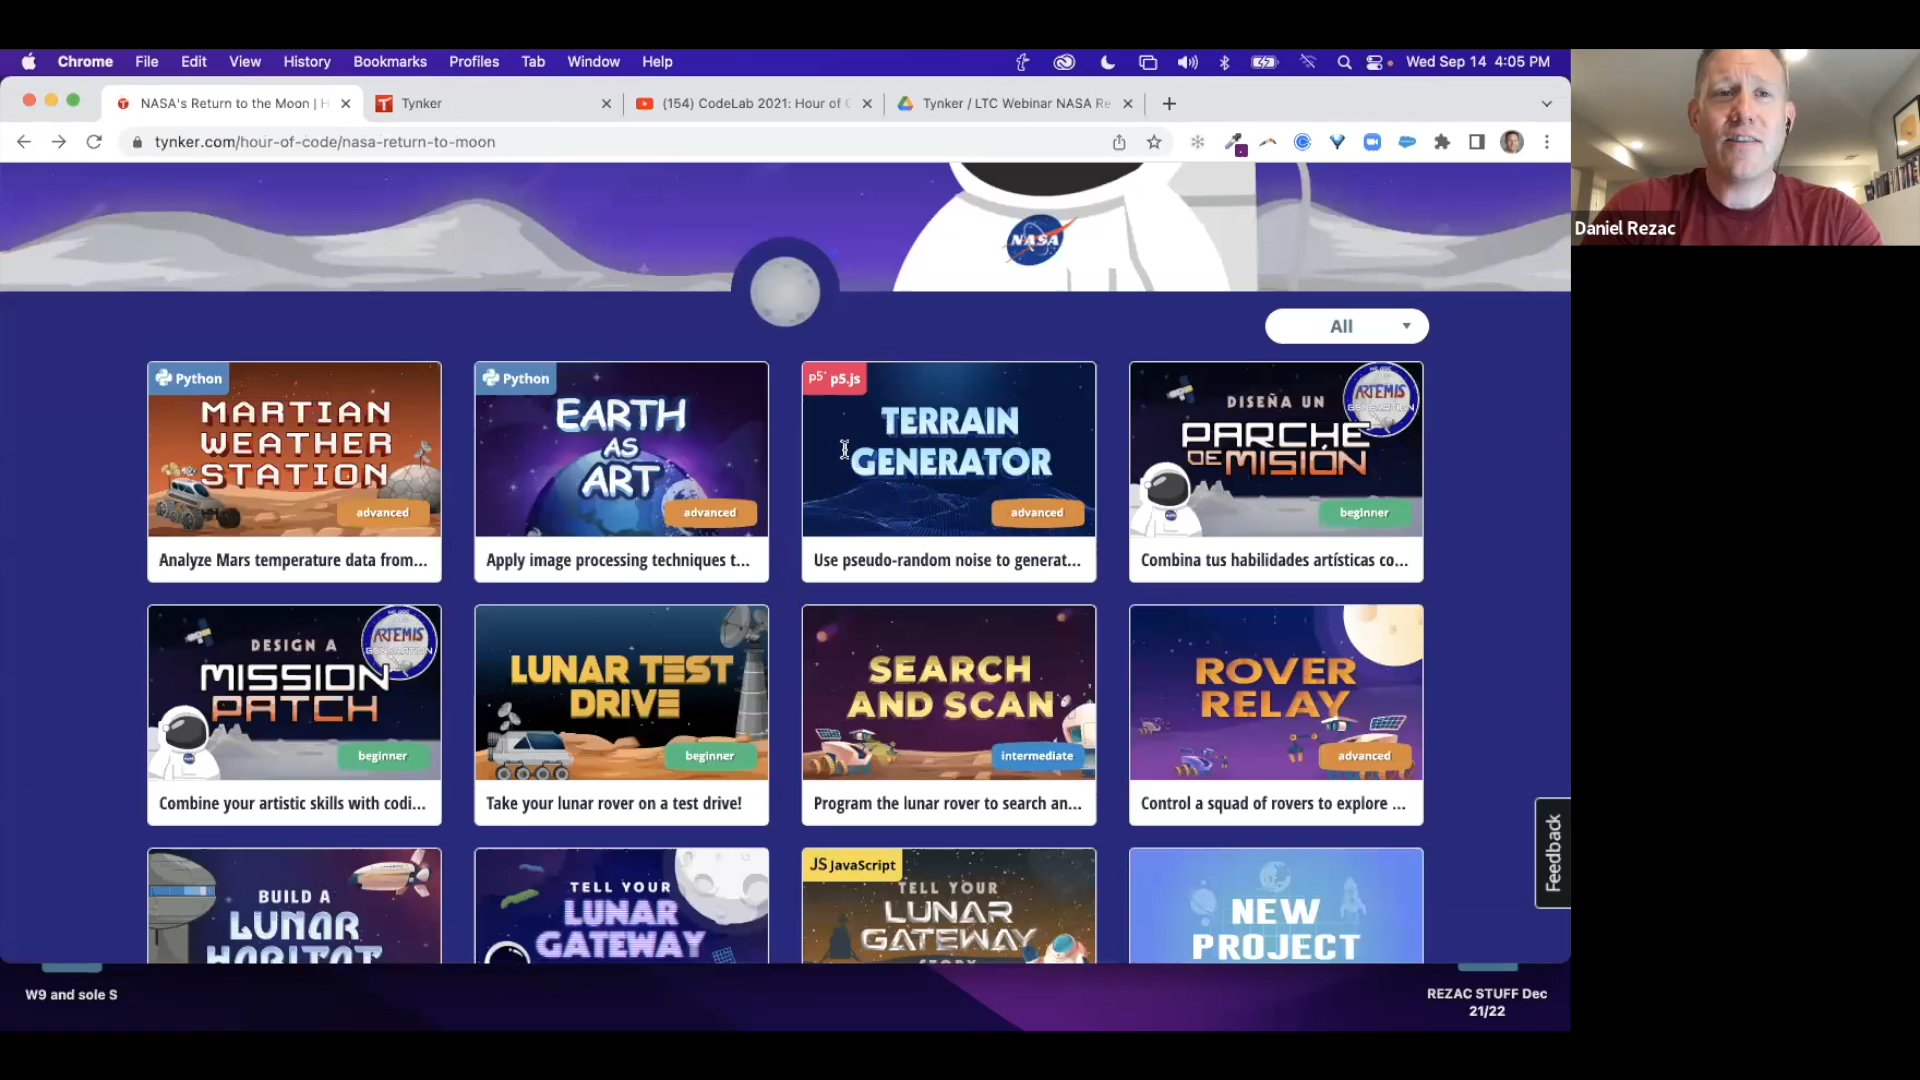 Chrome File Edit View History Bookmarks Profiles Tab Window Help Wed Sep 14 4:05 PM
NASA's Return to the Moon | H Tynker (154) CodeLab 2021: Hour of C Tynker / LTC Webinar NASA Re
tynker.com/hour-of-code/nasa-return-to-moon
Daniel Rezac
NASA
All
Python
MARTIAN
WEATHER
STATION
advanced
Analyze Mars temperature data from...
Python
EARTH
AS
ART
advanced
Apply image processing techniques t...
p5* p5.js
TERRAIN
GENERATOR
advanced
Use pseudo-random noise to generat...
ARTEMIS
GENERATION
DISEÑA UN
PARCHE
DE MISIÓN
beginner
Combina tus habilidades artísticas co...
ARTEMIS
GENERATION
DESIGN A
MISSION
PATCH
beginner
Combine your artistic skills with codi...
LUNAR TEST
DRIVE
beginner
Take your lunar rover on a test drive!
SEARCH
AND SCAN
intermediate
Program the lunar rover to search an...
ROVER
RELAY
advanced
Control a squad of rovers to explore ...
BUILD A
LUNAR
HABITAT
TELL YOUR
LUNAR
GATEWAY
JS JavaScript
TELL YOUR
LUNAR
GATEWAY
STORY
NEW
PROJECT
Feedback
W9 and sole S
REZAC STUFF Dec
21/22